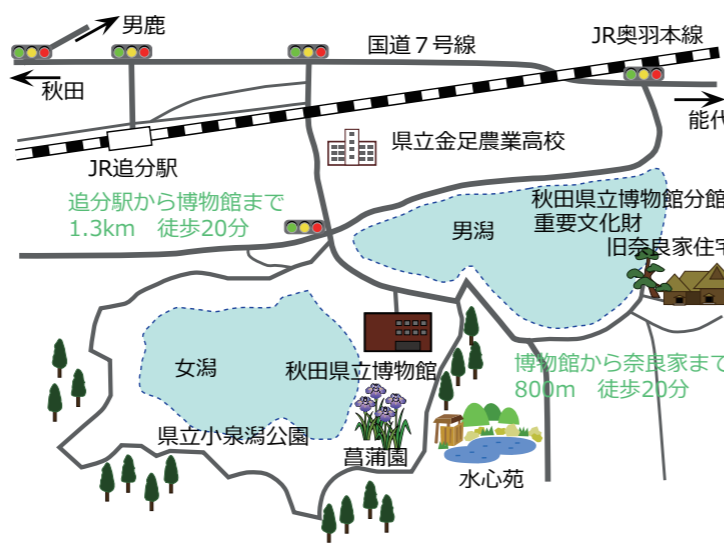 男鹿
国道７号線
JR奥羽本線
秋田
能代
県立金足農業高校
JR追分駅
追分駅から博物館まで
1.3km　徒歩20分
秋田県立博物館分館
重要文化財
旧奈良家住宅
男潟
女潟
秋田県立博物館
博物館から奈良家まで
800m　徒歩20分
県立小泉潟公園
菖蒲園
水心苑